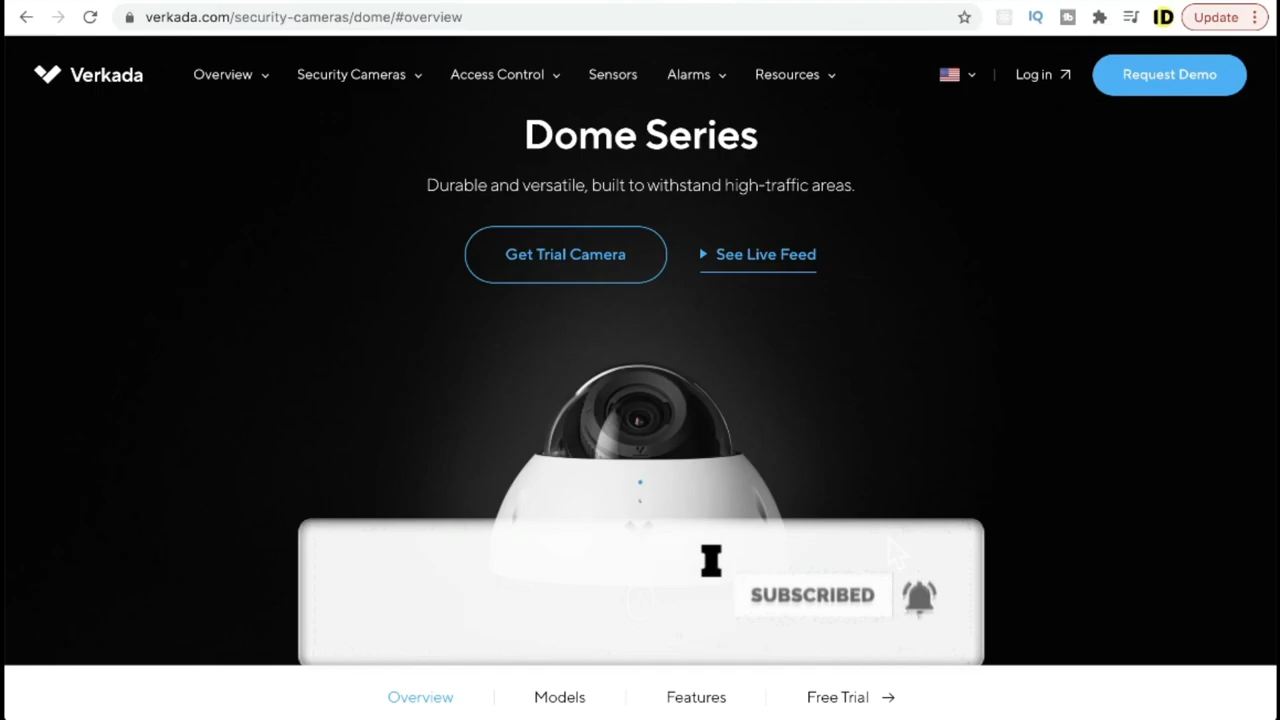 verkada.com/security-cameras/dome/#overview
Update
Verkada
Overview
Security Cameras
Access Control
Sensors
Alarms
Resources
Log in
Request Demo
Dome Series
Durable and versatile, built to withstand high-traffic areas.
Get Trial Camera
See Live Feed
SUBSCRIBED
Overview
Models
Features
Free Trial